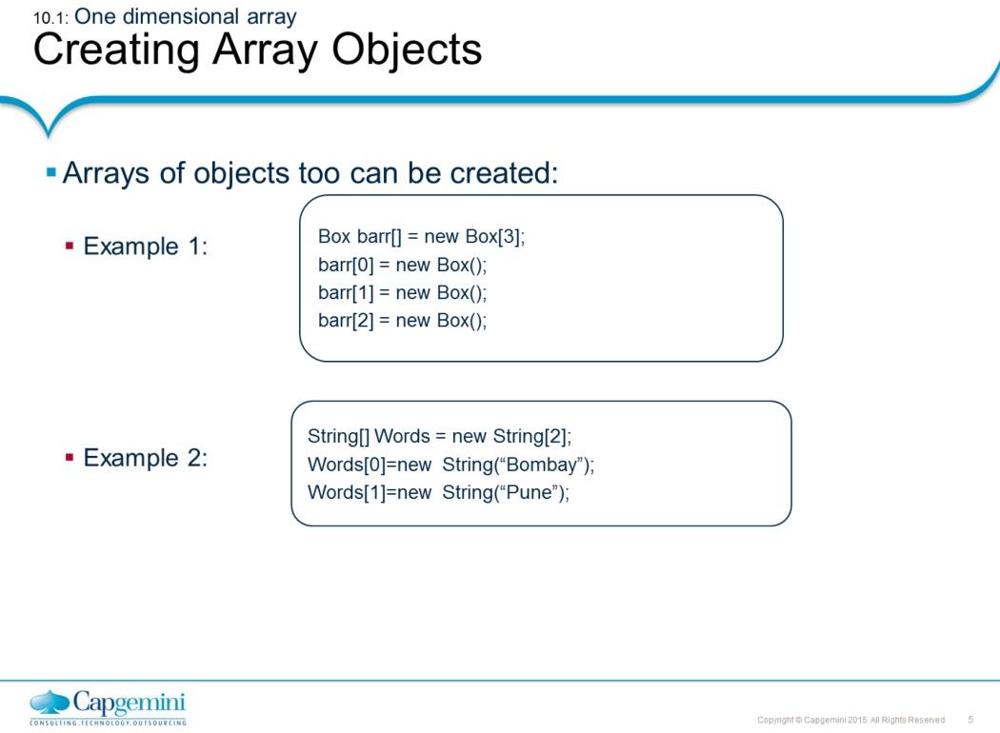 10.1: One dimensional array
Creating Array Objects
Arrays of objects too can be created:
Example 1:
Box barr[] = new Box[3];
barr[0] = new Box();
barr[1] = new Box();
barr[2] = new Box();
Example 2:
String[] Words = new String[2];
Words[0]=new  String(“Bombay”);
Words[1]=new  String(“Pune”);
Capgemini
CONSULTING.TECHNOLOGY.OUTSOURCING
Copyright © Capgemini 2015. All Rights Reserved 5